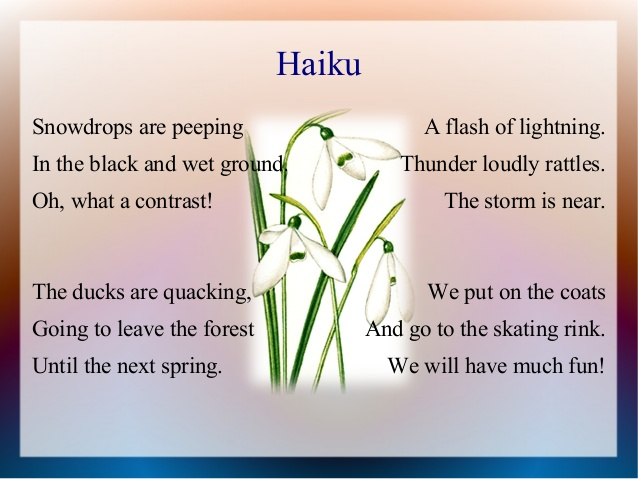 Haiku
Snowdrops are peeping
In the black and wet ground,
Oh, what a contrast!
A flash of lightning.
Thunder loudly rattles.
The storm is near.
The ducks are quacking,
Going to leave the forest
Until the next spring.
We put on the coats
And go to the skating rink.
We will have much fun!